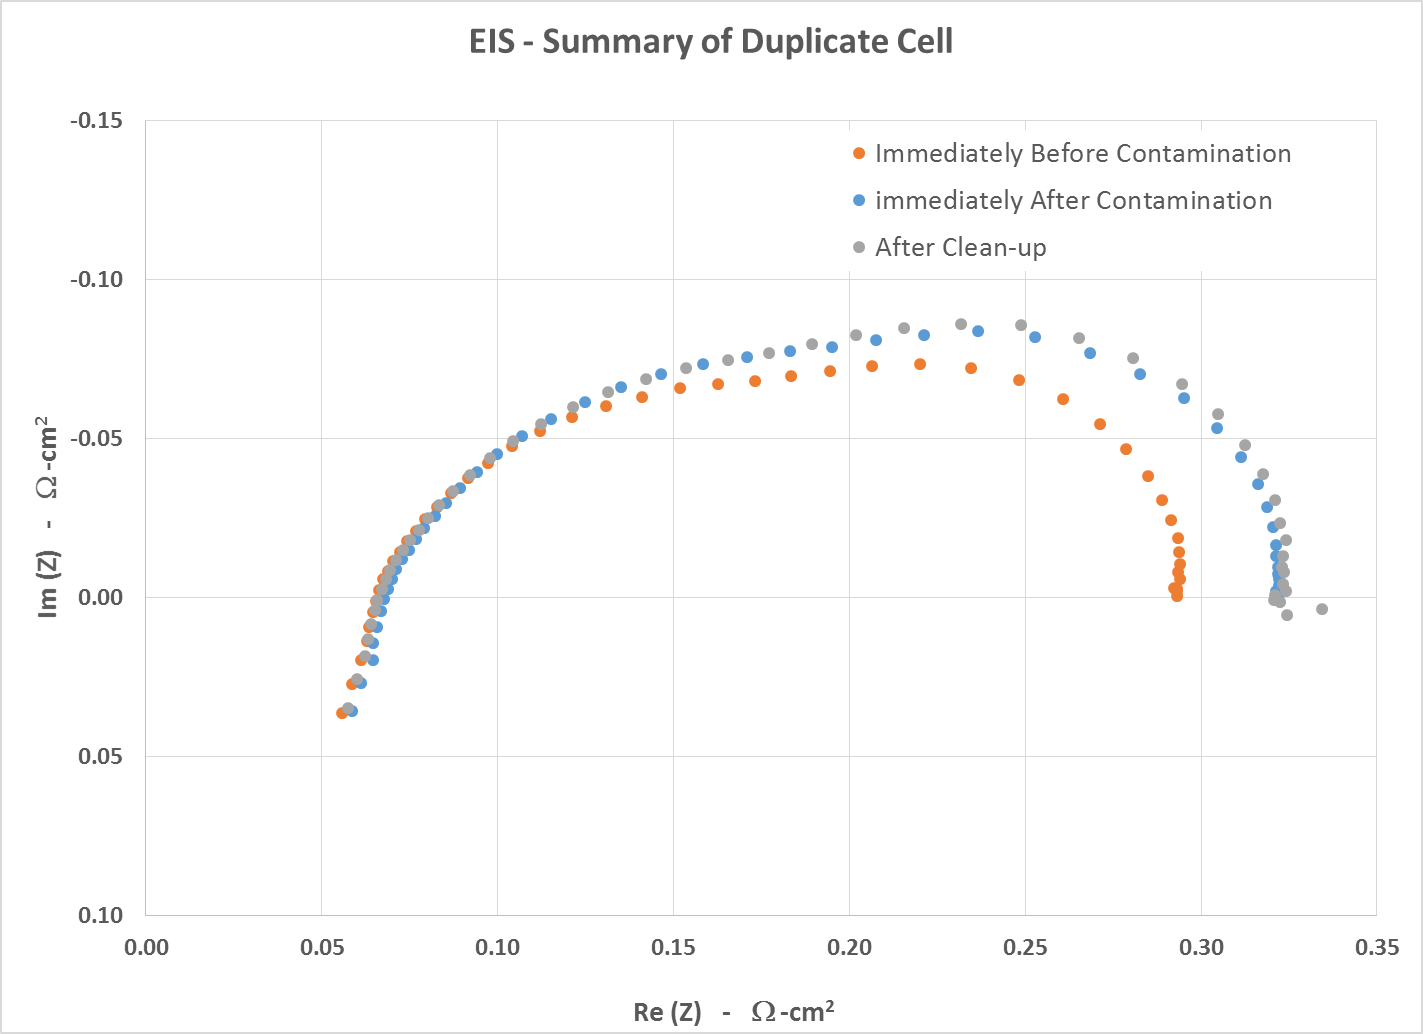 EIS - Summary of Duplicate Cell
-0.15
-0.10
-0.05
0.00
0.05
0.10
Im (Z) - Ω-cm²
Immediately Before Contamination
immediately After Contamination
After Clean-up
0.00 0.05 0.10 0.15 0.20 0.25 0.30 0.35
Re (Z) - Ω-cm²